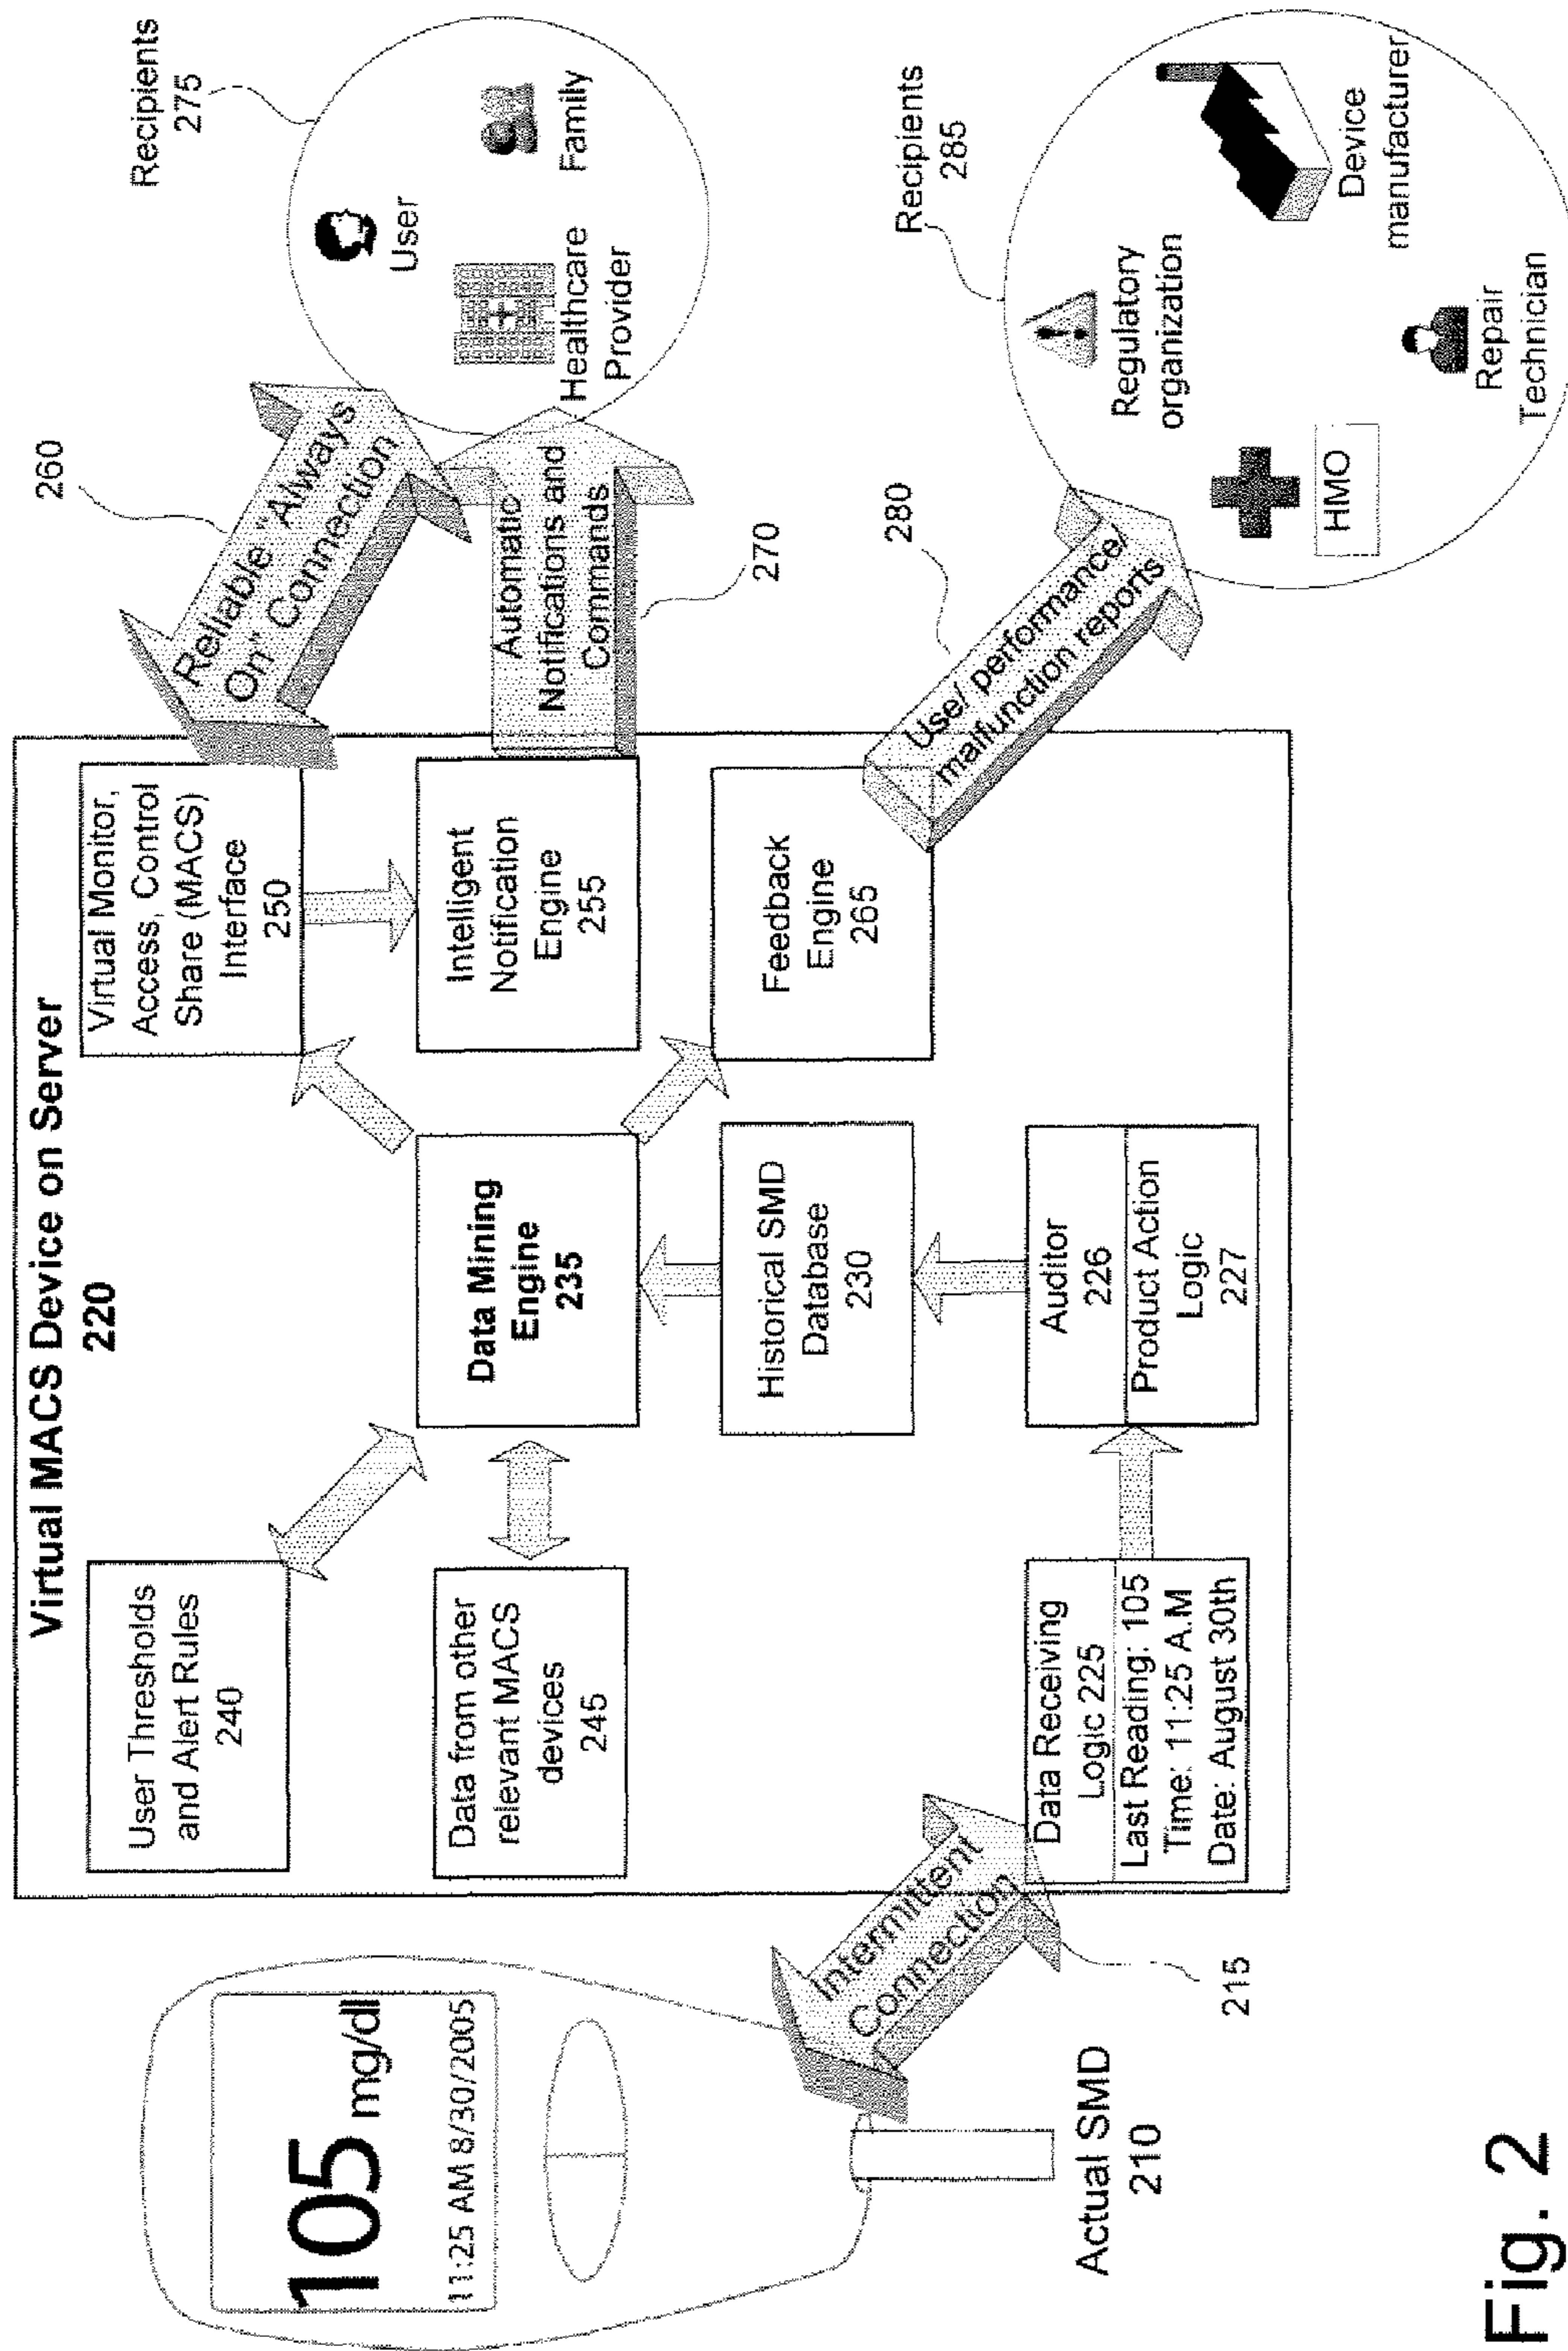 Virtual MACS Device on Server
220
105 mg/dl
11:25 AM 8/30/2005
Actual SMD
210
Intermittent
Connection
215
User Thresholds
and Alert Rules
240
Data from other
relevant MACS
devices
245
Data Receiving
Logic 225
Last Reading: 105
Time: 11:25 A.M
Date: August 30th
Data Mining
Engine
235
Historical SMD
Database
230
Auditor
226
Product Action
Logic
227
Virtual Monitor,
Access, Control
Share (MACS)
Interface
250
Intelligent
Notification
Engine
255
Feedback
Engine
265
260
Reliable "Always
On" Connection
Automatic
Notifications and
Commands
270
280
Use/ performance/
malfunction reports
Recipients
275
User
Healthcare
Provider
Family
Recipients
285
Regulatory
organization
HMO
Device
manufacturer
Repair
Technician
Fig. 2